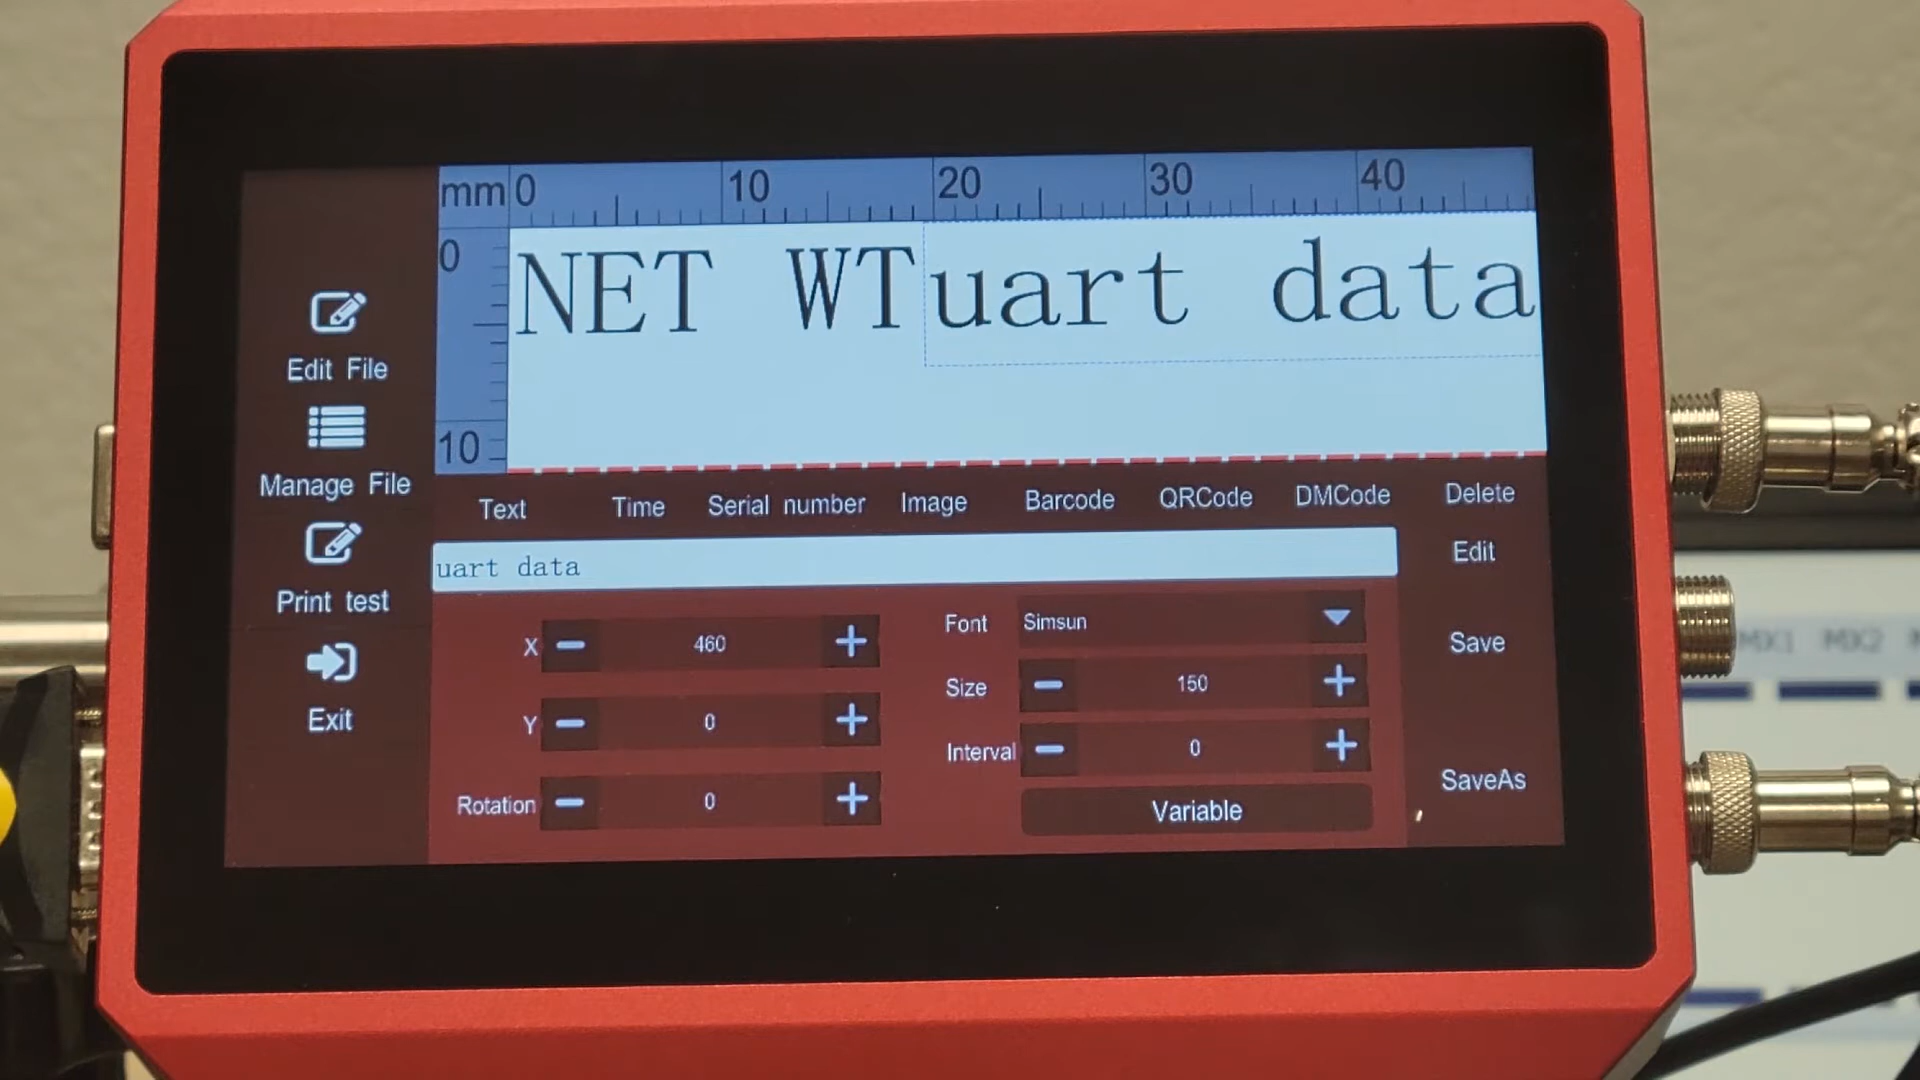 mm 0 10 20 30 40
0
NET WTuart data
10
Edit File
Manage File
Print test
Exit
Text Time Serial number Image Barcode QRCode DMCode Delete
uart data
Edit
X 460
Font Simsun
Save
Size 150
Y 0
Interval 0
SaveAs
Rotation 0
Variable
MX1 MX2